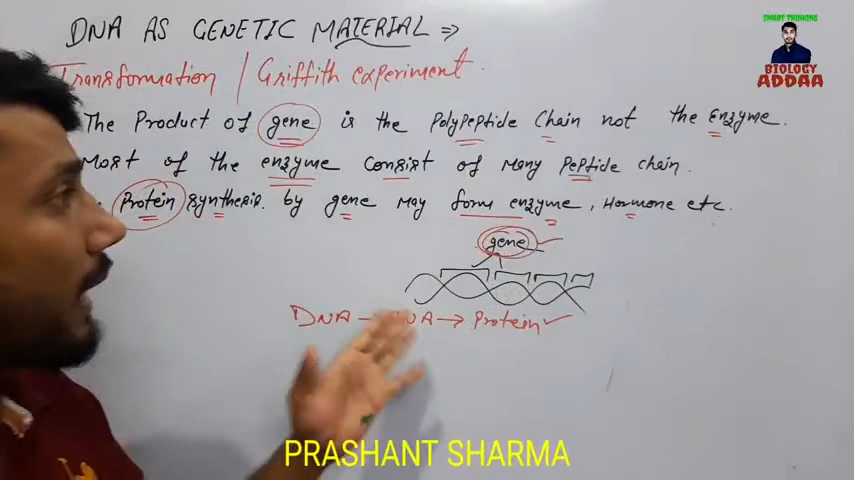 DNA AS GENETIC MATERIAL ⇒
SMART THINKING
BIOLOGY
ADDAA
Transformation / Griffith experiment.
The Product of gene is the Polypeptide Chain not the Enzyme.
Most of the enzyme Consist of Many Peptide chain.
Protein synthesis. by gene May form enzyme, Hormone etc.
gene
DNA → NA → Protein
PRASHANT SHARMA